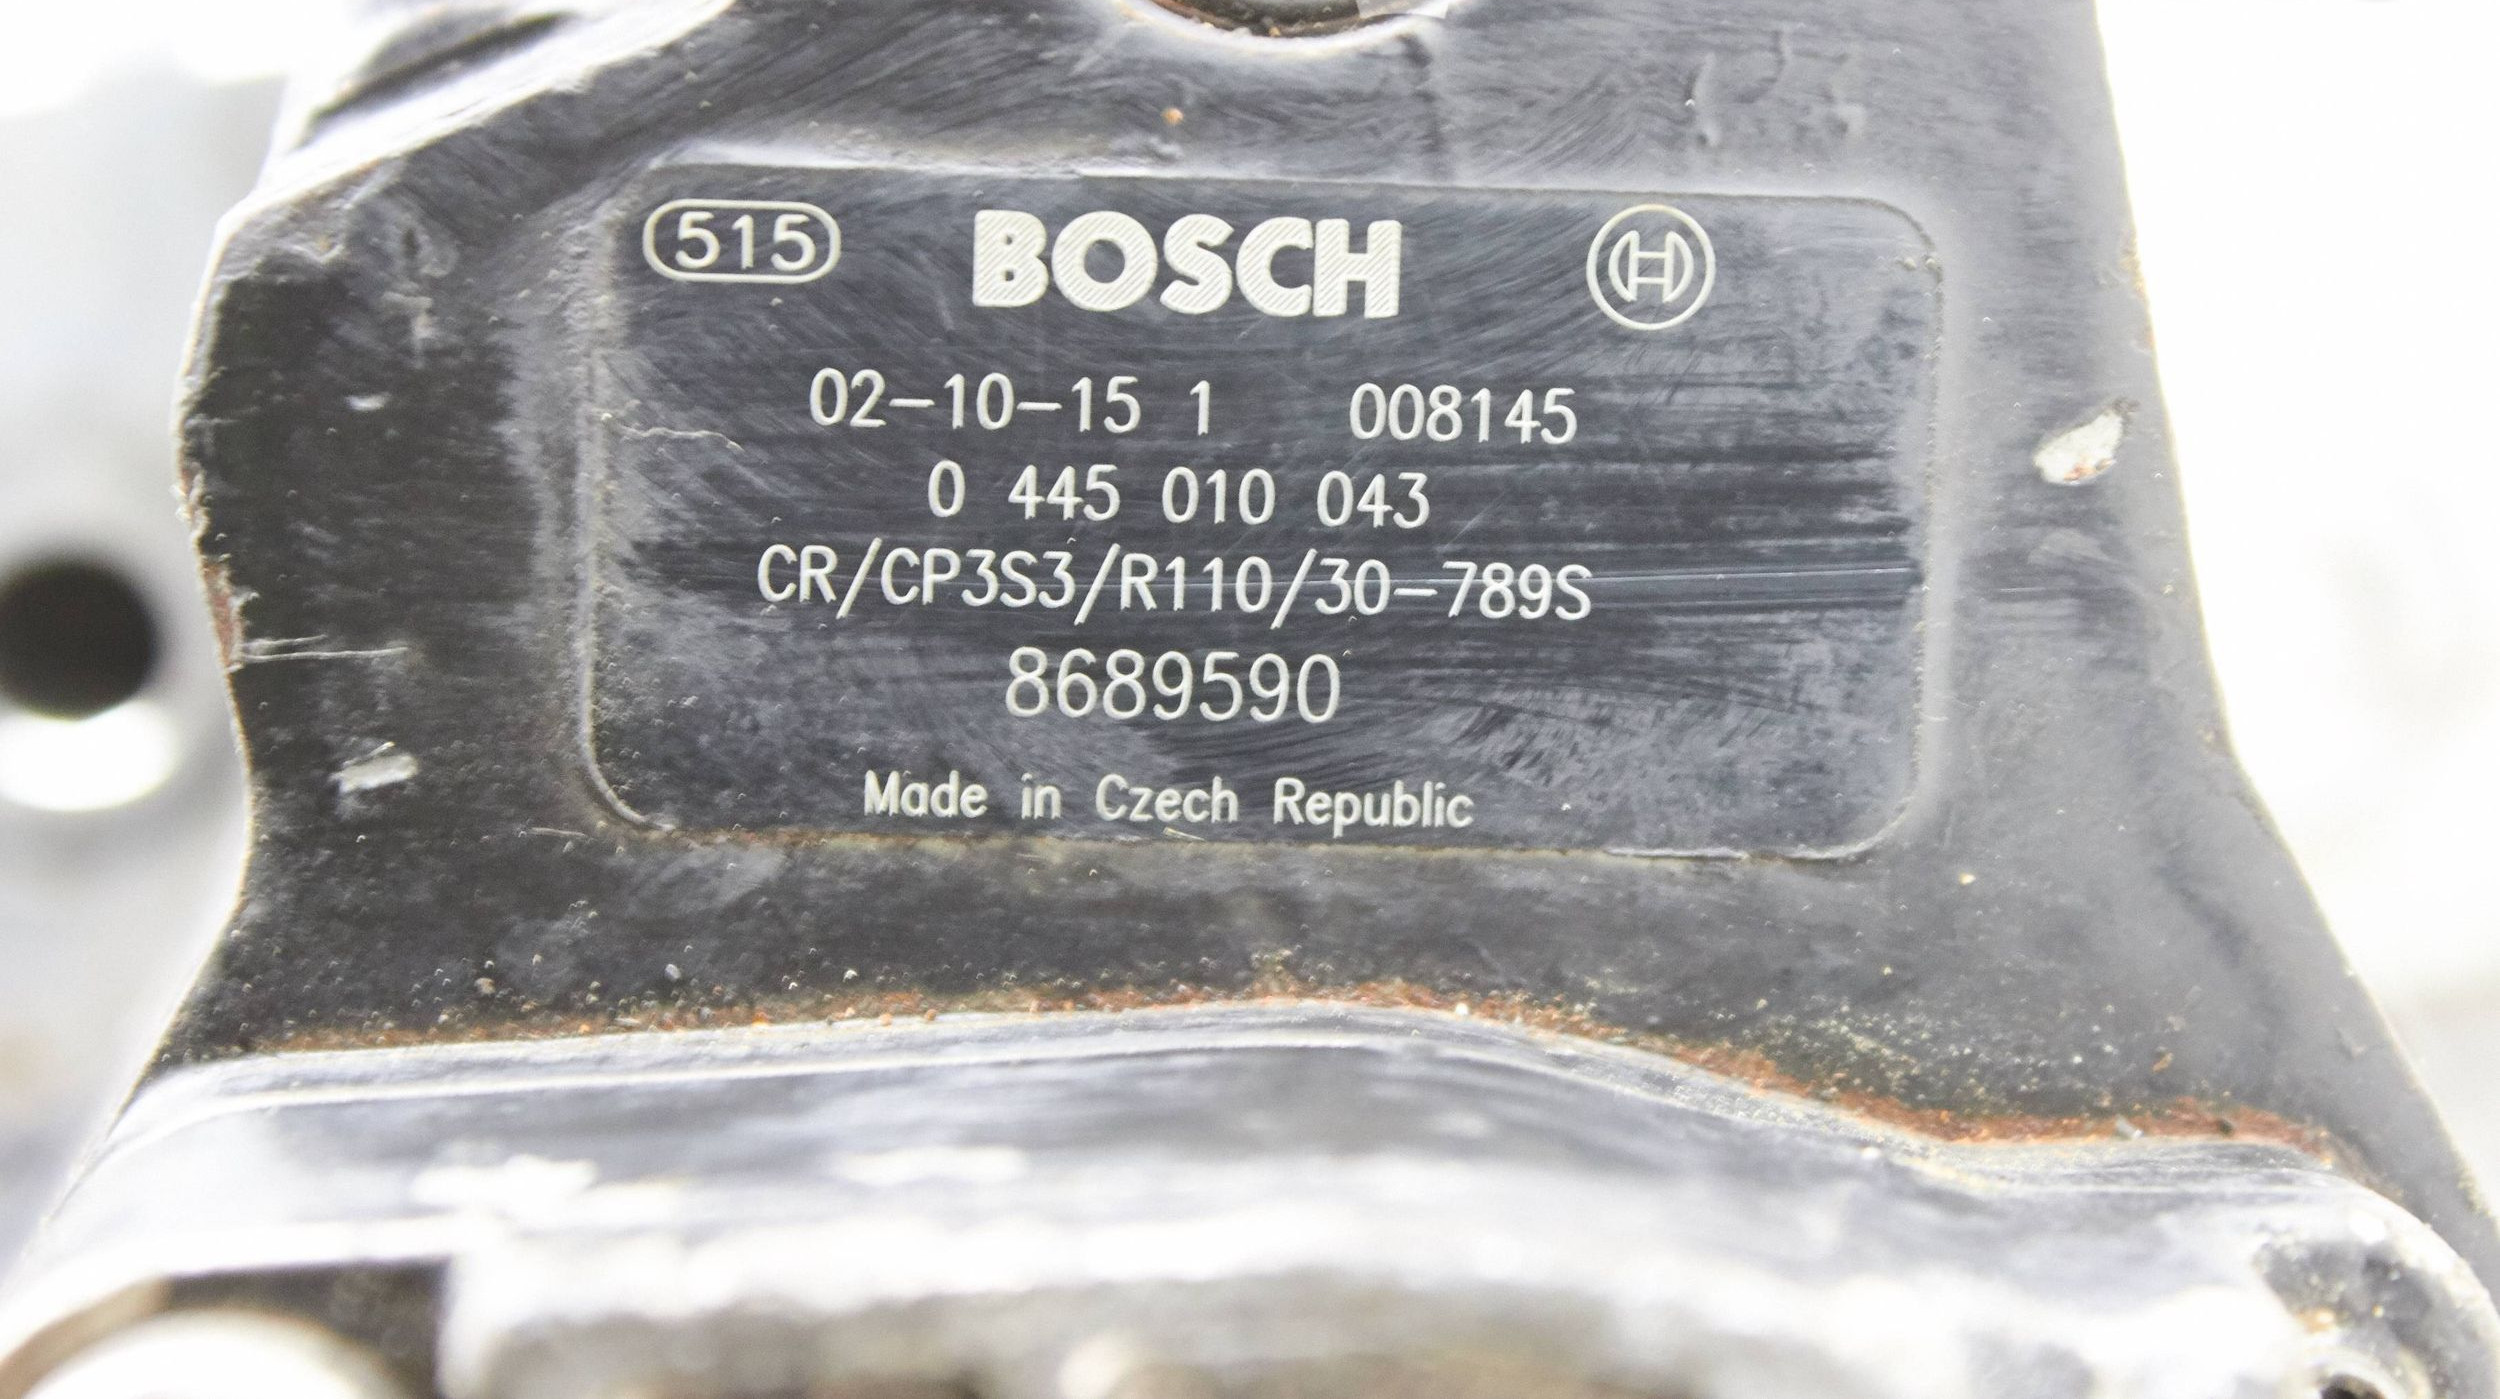 515 BOSCH
02-10-15 1 008145
0 445 010 043
CR/CP3S3/R110/30-789S
8689590
Made in Czech Republic